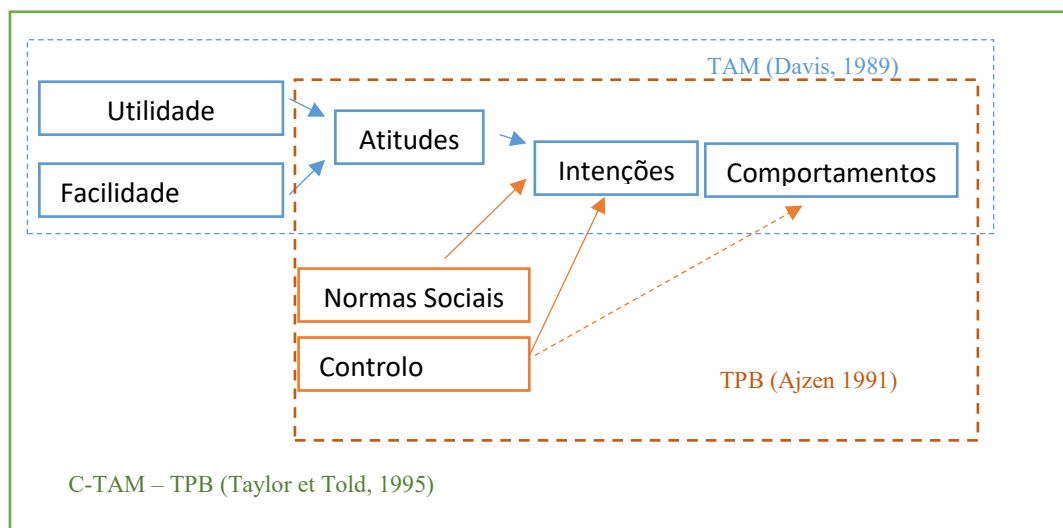 TAM (Davis, 1989)
Utilidade
Atitudes
Intenções
Comportamentos
Facilidade
Normas Sociais
Controlo
TPB (Ajzen 1991)
C-TAM – TPB (Taylor et Told, 1995)